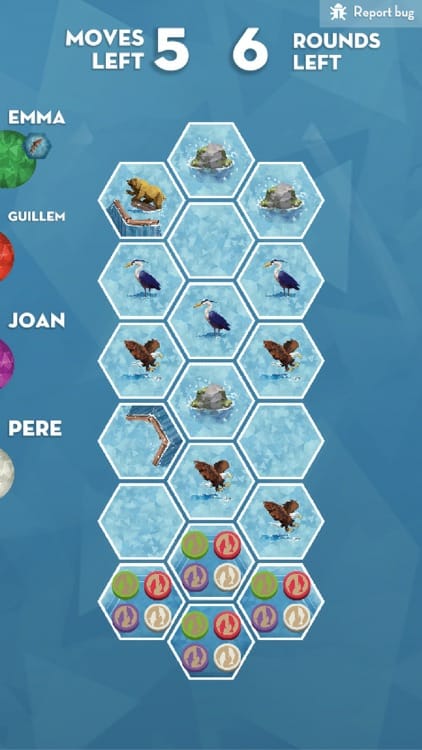 Report bug
MOVES
LEFT 5
6 ROUNDS
LEFT
EMMA
GUILLEM
JOAN
PERE